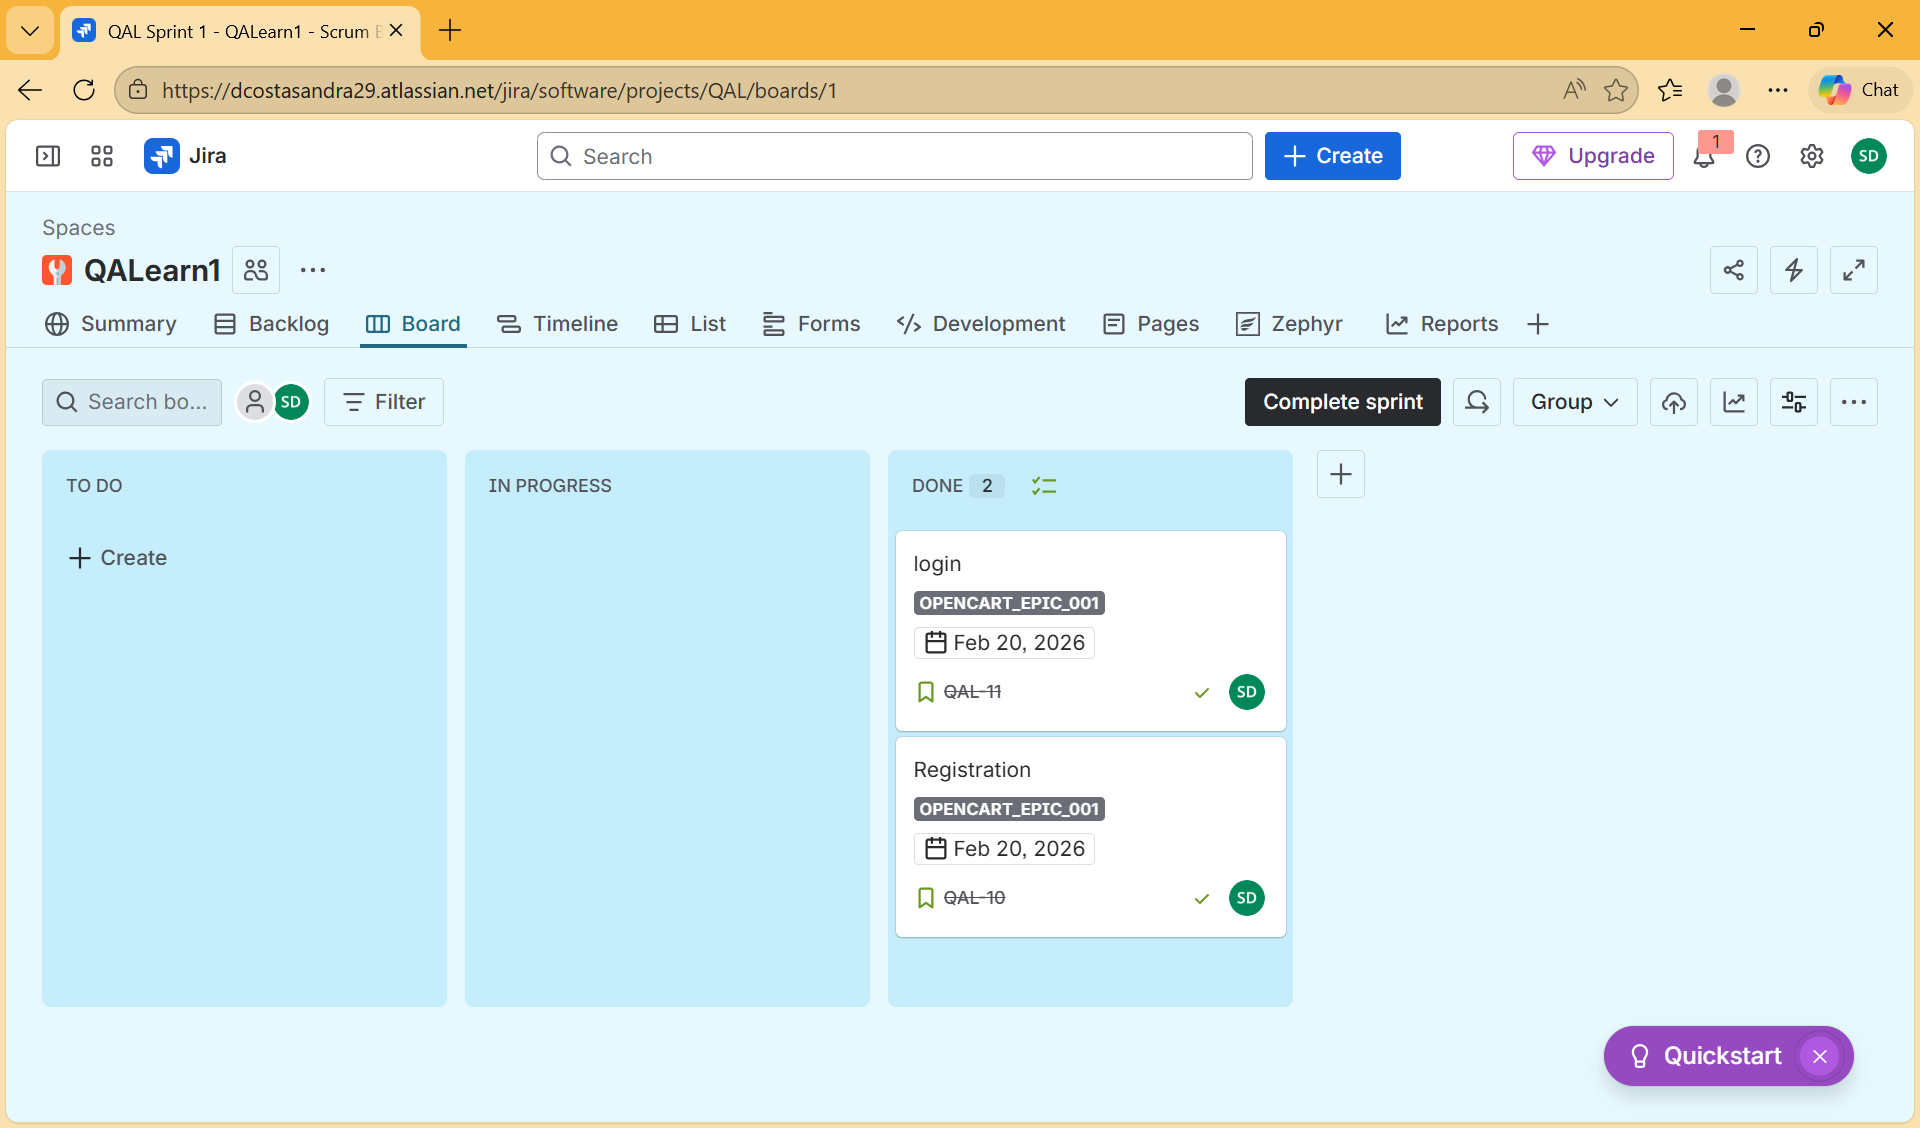 QAL Sprint 1 - QALearn1 - Scrum
https://dcostasandra29.atlassian.net/jira/software/projects/QAL/boards/1
Chat
Jira
Search
Create
Upgrade
1
SD
Spaces
QALearn1
Summary
Backlog
Board
Timeline
List
Forms
Development
Pages
Zephyr
Reports
Search bo...
SD
Filter
Complete sprint
Group
TO DO
Create
IN PROGRESS
DONE 2
login
OPENCART_EPIC_001
Feb 20, 2026
QAL-11
SD
Registration
OPENCART_EPIC_001
Feb 20, 2026
QAL-10
SD
Quickstart